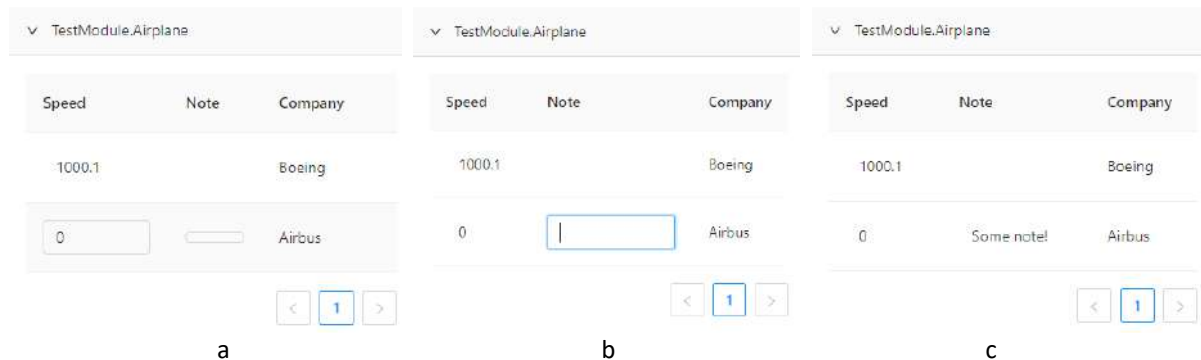 TestModule.Airplane
Speed Note Company
1000.1 Boeing
0 Airbus
< 1 >
a
TestModule.Airplane
Speed Note Company
1000.1 Boeing
0 Airbus
< 1 >
b
TestModule.Airplane
Speed Note Company
1000.1 Boeing
0 Some note! Airbus
< 1 >
c